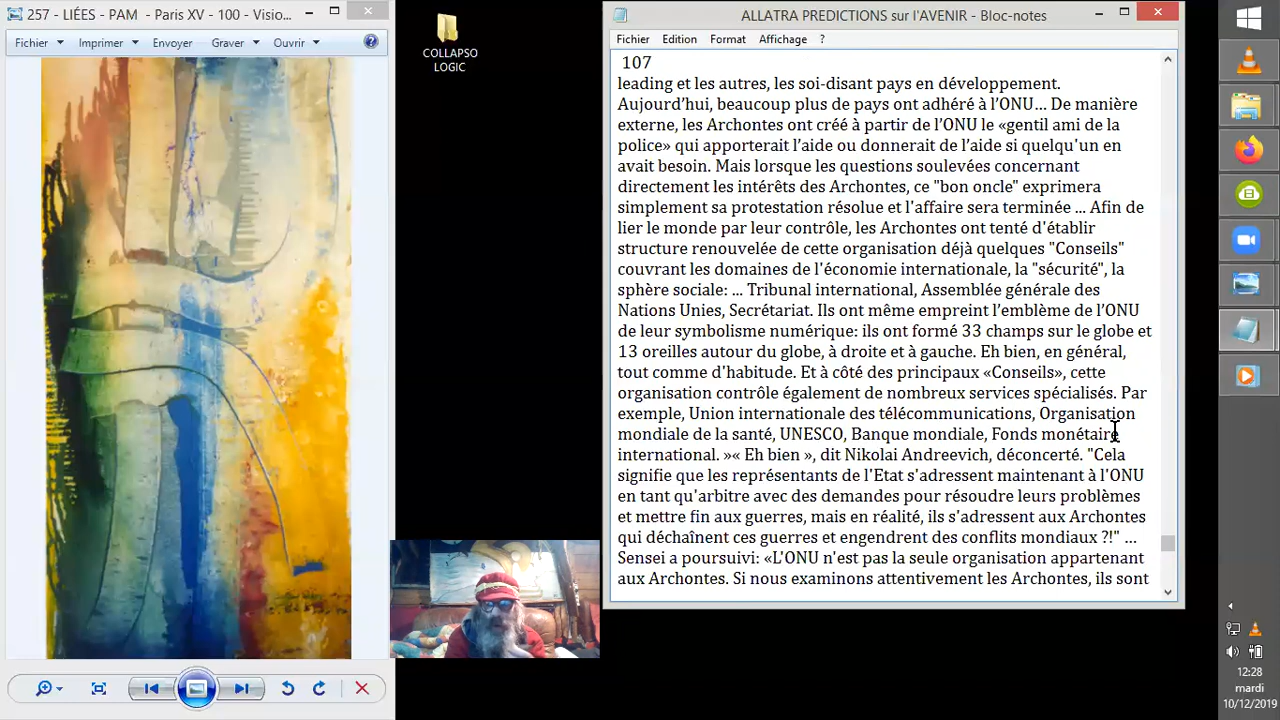 257 - LIÉES - PAM - Paris XV - 100 - Visio...
Fichier Imprimer Envoyer Graver Ouvrir
COLLAPSO
LOGIC
ALLATRA PREDICTIONS sur l'AVENIR - Bloc-notes
Fichier Edition Format Affichage ?
107
leading et les autres, les soi-disant pays en développement.
Aujourd’hui, beaucoup plus de pays ont adhéré à l’ONU... De manière
externe, les Archontes ont créé à partir de l’ONU le «gentil ami de la
police» qui apporterait l’aide ou donnerait de l’aide si quelqu'un en
avait besoin. Mais lorsque les questions soulevées concernant
directement les intérêts des Archontes, ce "bon oncle" exprimera
simplement sa protestation résolue et l'affaire sera terminée ... Afin de
lier le monde par leur contrôle, les Archontes ont tenté d'établir
structure renouvelée de cette organisation déjà quelques "Conseils"
couvrant les domaines de l'économie internationale, la "sécurité", la
sphère sociale: ... Tribunal international, Assemblée générale des
Nations Unies, Secrétariat. Ils ont même empreint l’emblème de l’ONU
de leur symbolisme numérique: ils ont formé 33 champs sur le globe et
13 oreilles autour du globe, à droite et à gauche. Eh bien, en général,
tout comme d'habitude. Et à côté des principaux «Conseils», cette
organisation contrôle également de nombreux services spécialisés. Par
exemple, Union internationale des télécommunications, Organisation
mondiale de la santé, UNESCO, Banque mondiale, Fonds monétaire
international. »« Eh bien », dit Nikolai Andreevich, déconcerté. "Cela
signifie que les représentants de l'Etat s'adressent maintenant à l'ONU
en tant qu'arbitre avec des demandes pour résoudre leurs problèmes
et mettre fin aux guerres, mais en réalité, ils s'adressent aux Archontes
qui déchaînent ces guerres et engendrent des conflits mondiaux ?!" ...
Sensei a poursuivi: «L'ONU n'est pas la seule organisation appartenant
aux Archontes. Si nous examinons attentivement les Archontes, ils sont
12:28
mardi
10/12/2019